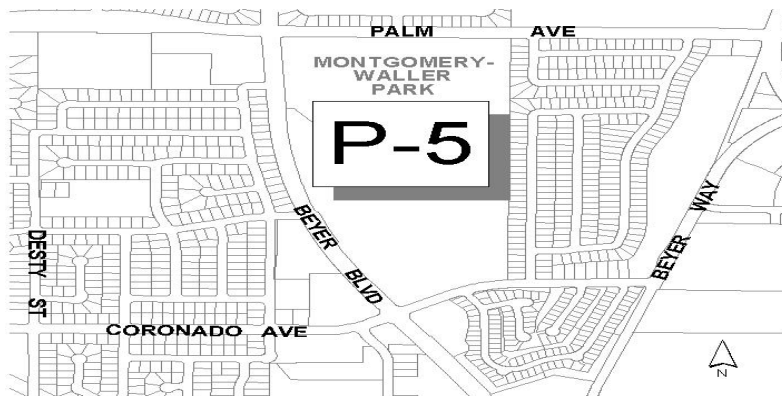 PALM AVE
MONTGOMERY-
WALLER
PARK
P-5
BEYER BLVD
BEYER WAY
DESTY ST
CORONADO AVE
N